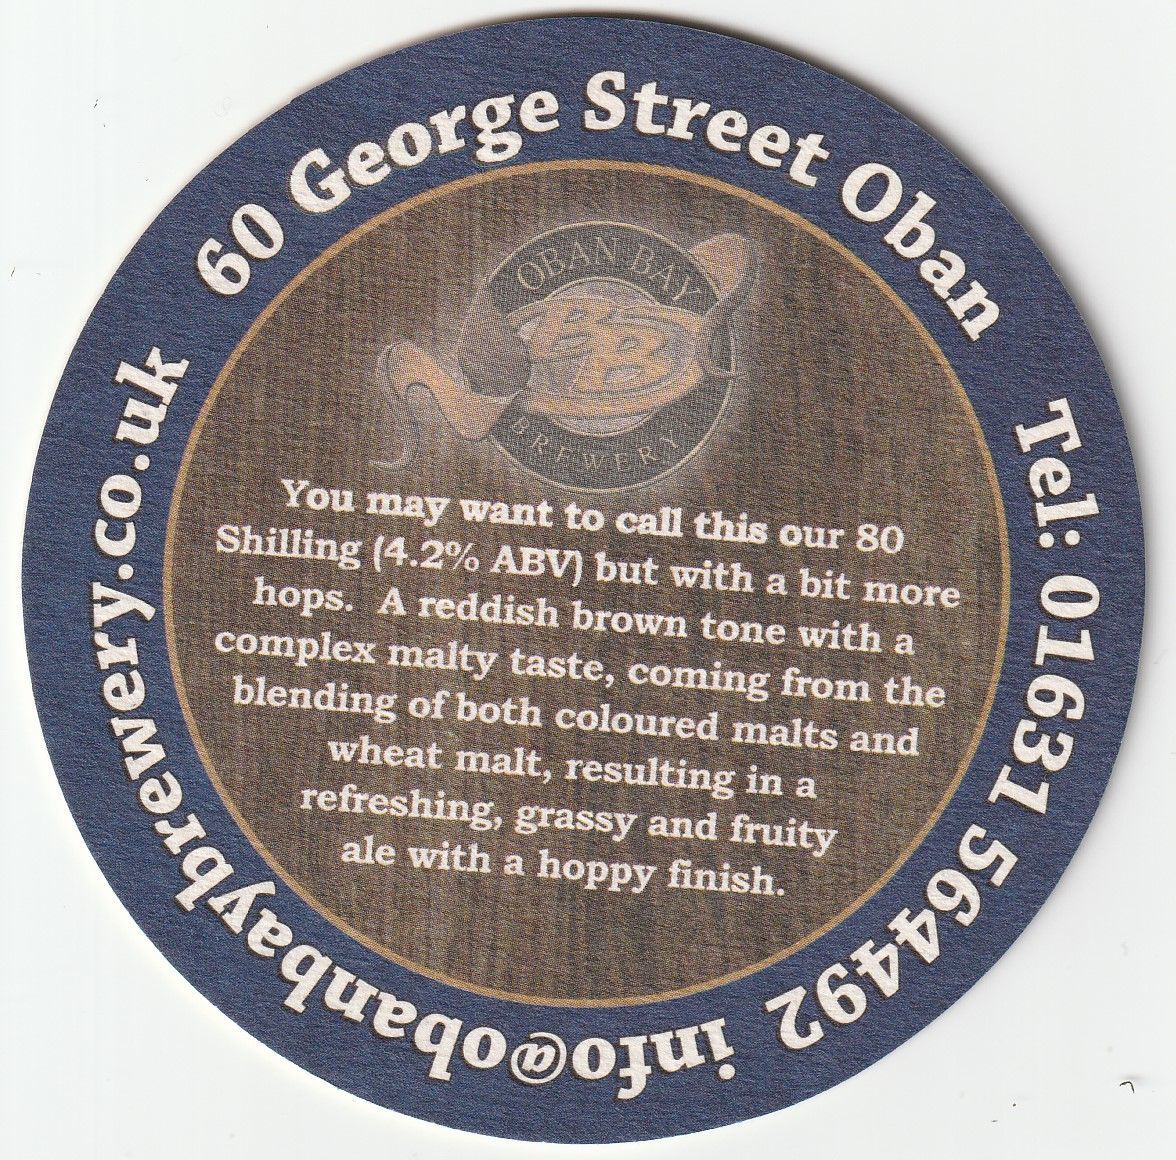 60 George Street Oban
Tel: 01631 564492
info@obanbaybrewery.co.uk
OBAN BAY
BB
BREWERY
You may want to call this our 80
Shilling (4.2% ABV) but with a bit more
hops. A reddish brown tone with a
complex malty taste, coming from the
blending of both coloured malts and
wheat malt, resulting in a
refreshing, grassy and fruity
ale with a hoppy finish.